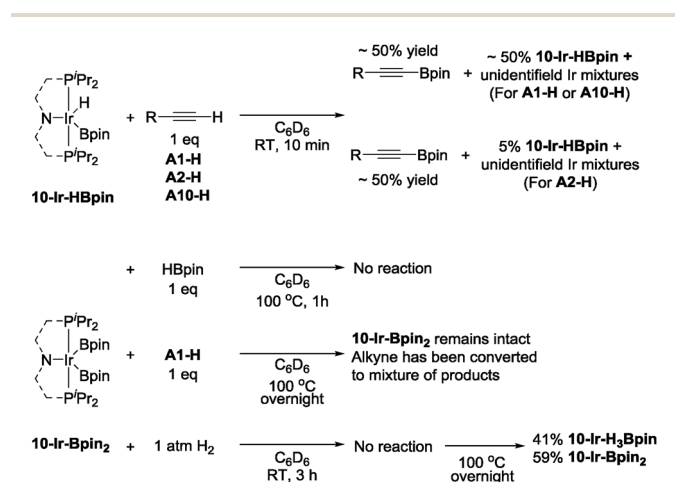 PⁱPr₂
H
N–Ir
Bpin
PⁱPr₂
10-Ir-HBpin
+ R H
1 eq
A1-H
A2-H
A10-H
C₆D₆
RT, 10 min
~ 50% yield
R Bpin +
~ 50% 10-Ir-HBpin +
unidentifield Ir mixtures
(For A1-H or A10-H)
R Bpin +
~ 50% yield
5% 10-Ir-HBpin +
unidentifield Ir mixtures
(For A2-H)
+ HBpin
1 eq
C₆D₆
100 °C, 1h
No reaction
PⁱPr₂
Bpin
N–Ir
Bpin
PⁱPr₂
+ A1-H
1 eq
C₆D₆
100 °C
overnight
10-Ir-Bpin₂ remains intact
Alkyne has been converted
to mixture of products
10-Ir-Bpin₂ + 1 atm H₂
C₆D₆
RT, 3 h
No reaction
100 °C
overnight
41% 10-Ir-H₃Bpin
59% 10-Ir-Bpin₂